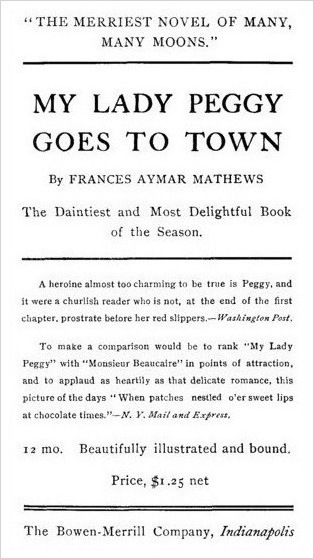 "THE MERRIEST NOVEL OF MANY,
MANY MOONS."
MY LADY PEGGY
GOES TO TOWN
By FRANCES AYMAR MATHEWS
The Daintiest and Most Delightful Book
of the Season.
A heroine almost too charming to be true is Peggy, and
it were a churlish reader who is not, at the end of the first
chapter, prostrate before her red slippers.—Washington Post.
To make a comparison would be to rank "My Lady
Peggy" with "Monsieur Beaucaire" in points of attraction,
and to applaud as heartily as that delicate romance, this
picture of the days "When patches nestled o'er sweet lips
at chocolate times."—N. Y. Mail and Express.
12 mo. Beautifully illustrated and bound.
Price, $1.25 net
The Bowen-Merrill Company, Indianapolis